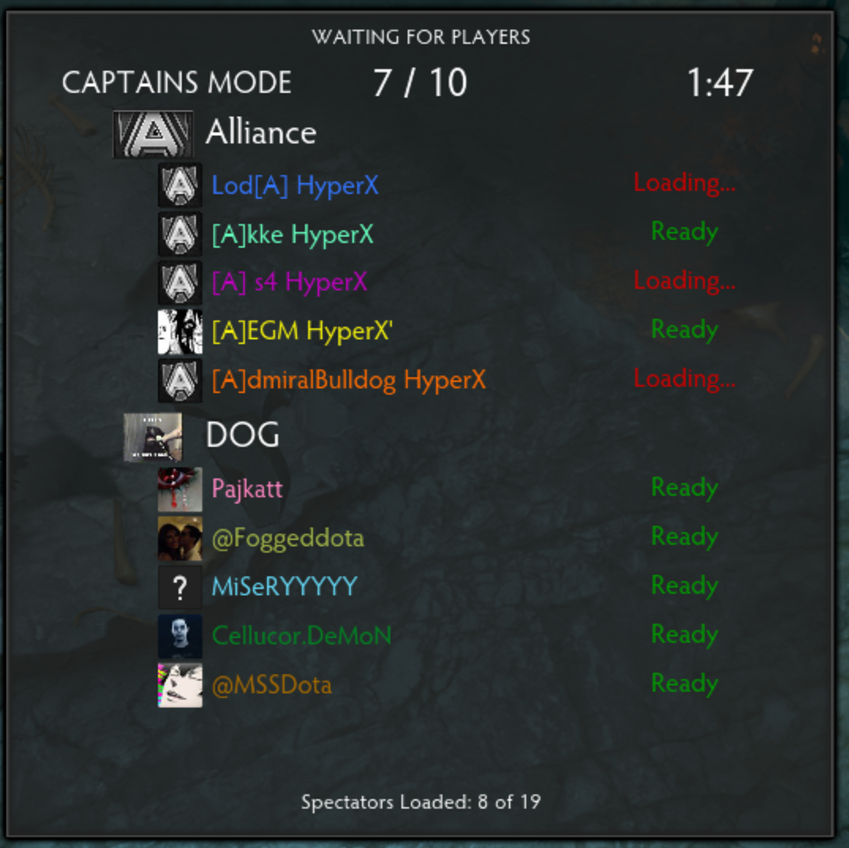 WAITING FOR PLAYERS
CAPTAINS MODE 7 / 10 1:47
Alliance
Lod[A] HyperX Loading...
[A]kke HyperX Ready
[A] s4 HyperX Loading...
[A]EGM HyperX' Ready
[A]dmiralBulldog HyperX Loading...
DOG
Pajkatt Ready
@Foggeddota Ready
? MiSeRYYYYY Ready
Cellucor.DeMoN Ready
@MSSDota Ready
Spectators Loaded: 8 of 19